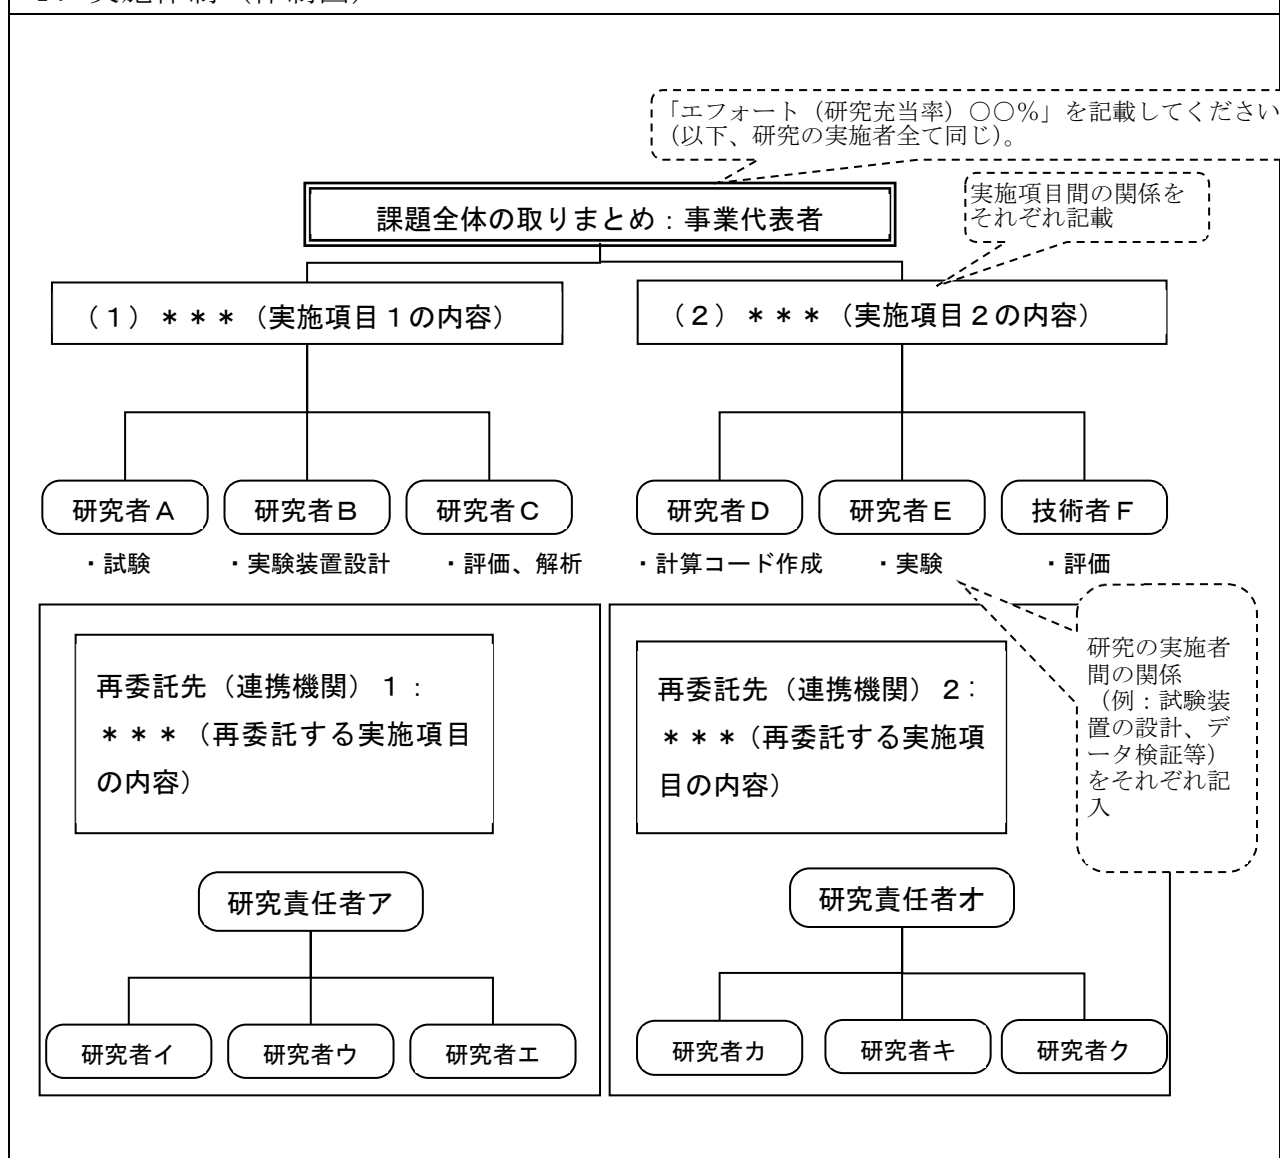 「エフォート（研究充当率）〇〇％」を記載してください
（以下、研究の実施者全て同じ）。
実施項目間の関係を
それぞれ記載
課題全体の取りまとめ：事業代表者
（１）＊＊＊（実施項目１の内容）
（２）＊＊＊（実施項目２の内容）
研究者Ａ
研究者Ｂ
研究者Ｃ
研究者Ｄ
研究者Ｅ
技術者Ｆ
・試験
・実験装置設計
・評価、解析
・計算コード作成
・実験
・評価
研究の実施者
間の関係
（例：試験装
置の設計、デ
ータ検証等）
をそれぞれ記
入
再委託先（連携機関）１：
＊＊＊（再委託する実施項目
の内容）
再委託先（連携機関）２：
＊＊＊（再委託する実施項
目の内容）
研究責任者ア
研究責任者オ
研究者イ
研究者ウ
研究者エ
研究者カ
研究者キ
研究者ク